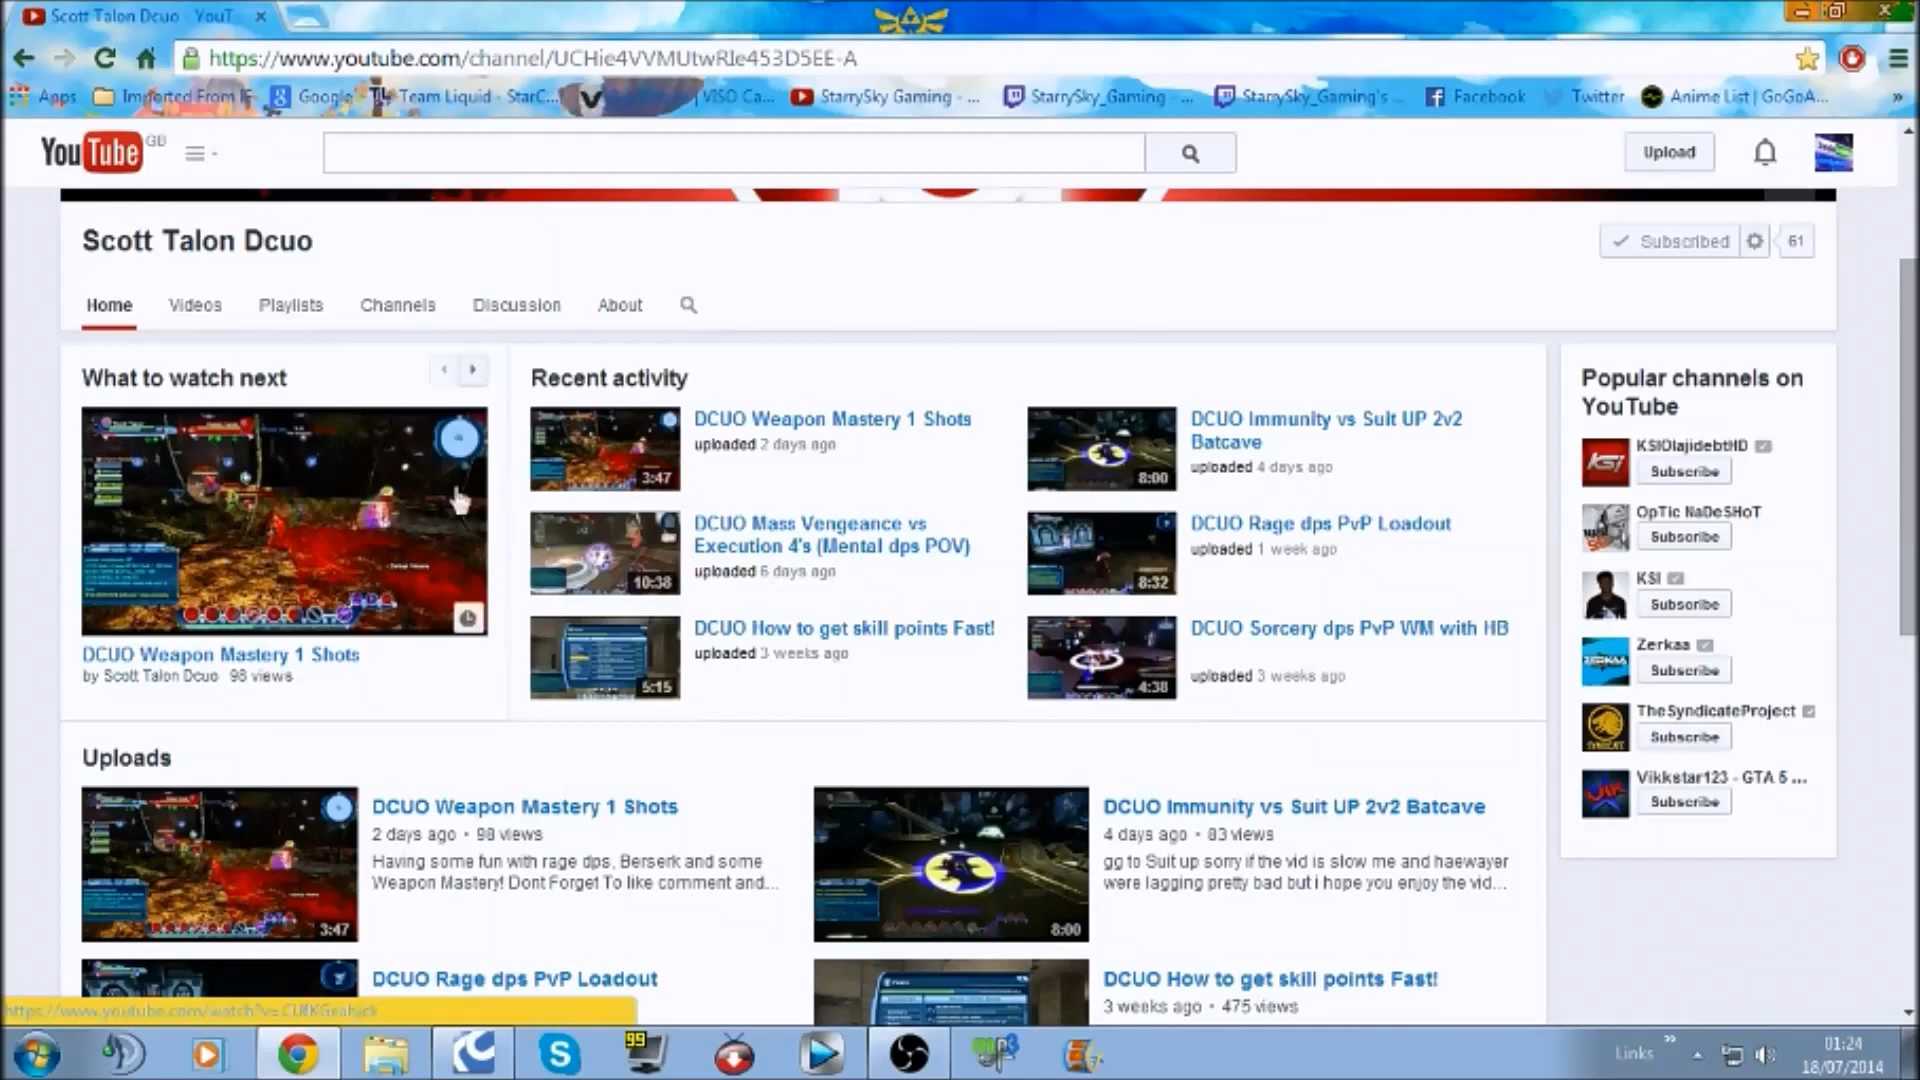 Scott Talon Dcuo - YouT
https://www.youtube.com/channel/UCHie4VVMUtwRIe453D5EE-A
Apps
Imported From IE
Google
Team Liquid - StarC...
VISO Ca...
StarrySky Gaming - ...
StarrySky_Gaming - ...
StarrySky_Gaming's ...
Facebook
Twitter
Anime List | GoGoA...
YouTube GB
Upload
Scott Talon Dcuo
Subscribed
61
Home
Videos
Playlists
Channels
Discussion
About
What to watch next
DCUO Weapon Mastery 1 Shots
by Scott Talon Dcuo 98 views
Recent activity
DCUO Weapon Mastery 1 Shots
uploaded 2 days ago
3:47
DCUO Immunity vs Suit UP 2v2
Batcave
uploaded 4 days ago
8:00
DCUO Mass Vengeance vs
Execution 4's (Mental dps POV)
uploaded 6 days ago
10:38
DCUO Rage dps PvP Loadout
uploaded 1 week ago
8:32
DCUO How to get skill points Fast!
uploaded 3 weeks ago
5:15
DCUO Sorcery dps PvP WM with HB
uploaded 3 weeks ago
4:38
Popular channels on
YouTube
KSIOlajidebtHD
Subscribe
OpTic NaDeSHoT
Subscribe
KSI
Subscribe
Zerkaa
Subscribe
TheSyndicateProject
Subscribe
Vikkstar123 - GTA 5 ...
Subscribe
Uploads
DCUO Weapon Mastery 1 Shots
2 days ago • 98 views
Having some fun with rage dps, Berserk and some
Weapon Mastery! Dont Forget To like comment and...
3:47
DCUO Immunity vs Suit UP 2v2 Batcave
4 days ago • 83 views
gg to Suit up sorry if the vid is slow me and haewayer
were lagging pretty bad but i hope you enjoy the vid...
8:00
DCUO Rage dps PvP Loadout
DCUO How to get skill points Fast!
3 weeks ago • 475 views
99
Links
01:24
18/07/2014